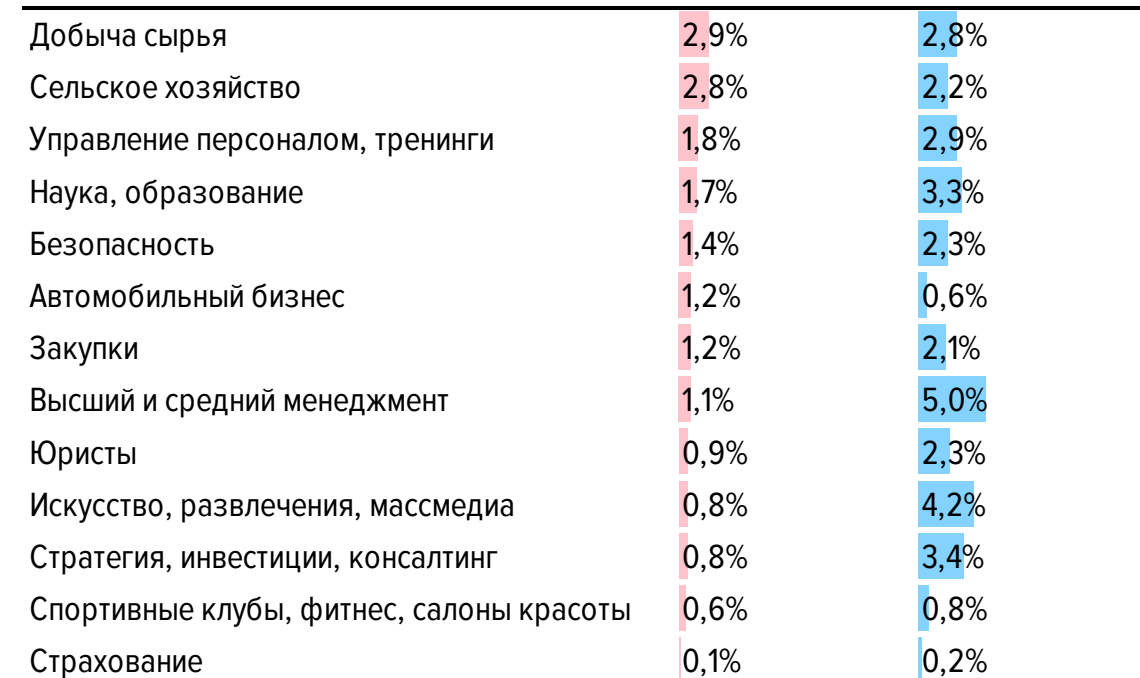 Добыча сырья 2,9% 2,8%
Сельское хозяйство 2,8% 2,2%
Управление персоналом, тренинги 1,8% 2,9%
Наука, образование 1,7% 3,3%
Безопасность 1,4% 2,3%
Автомобильный бизнес 1,2% 0,6%
Закупки 1,2% 2,1%
Высший и средний менеджмент 1,1% 5,0%
Юристы 0,9% 2,3%
Искусство, развлечения, массмедиа 0,8% 4,2%
Стратегия, инвестиции, консалтинг 0,8% 3,4%
Спортивные клубы, фитнес, салоны красоты 0,6% 0,8%
Страхование 0,1% 0,2%